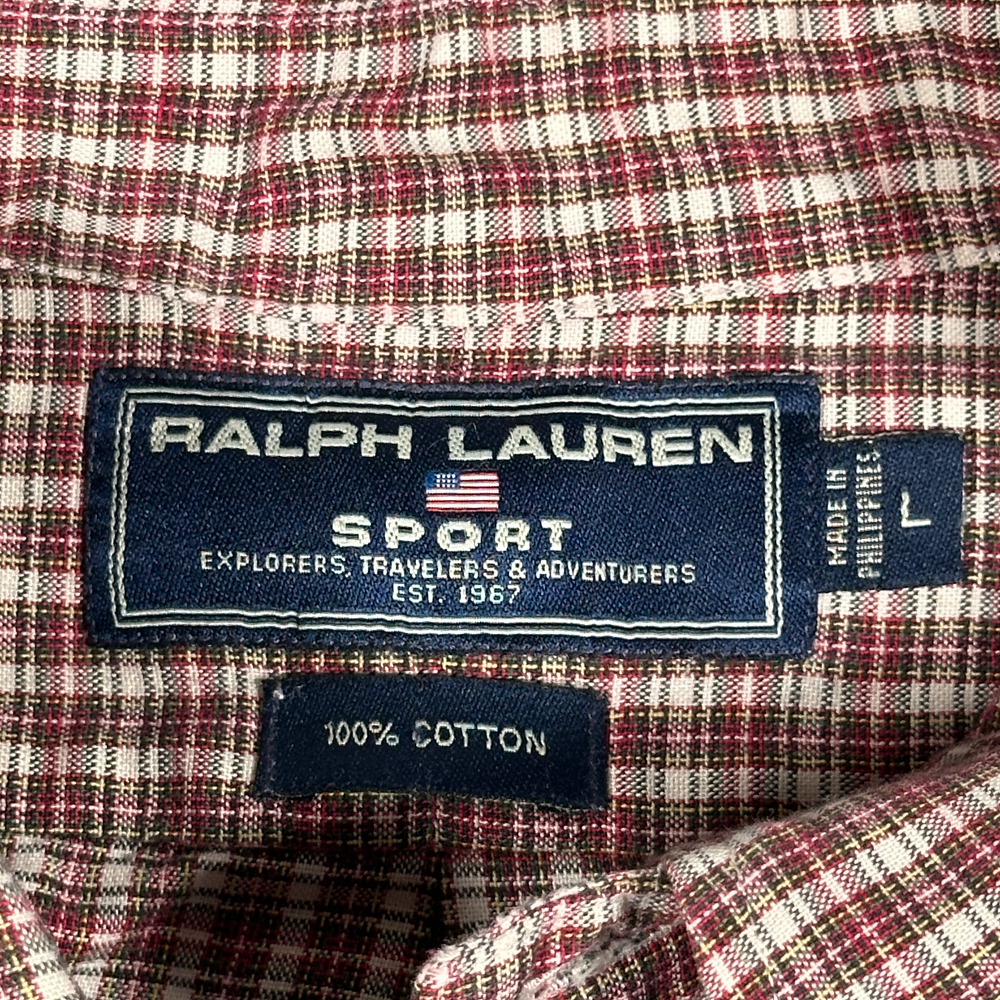 RALPH LAUREN
SPORT
EXPLORERS, TRAVELERS & ADVENTURERS
EST. 1967
MADE IN
PHILIPPINES
L
100% COTTON